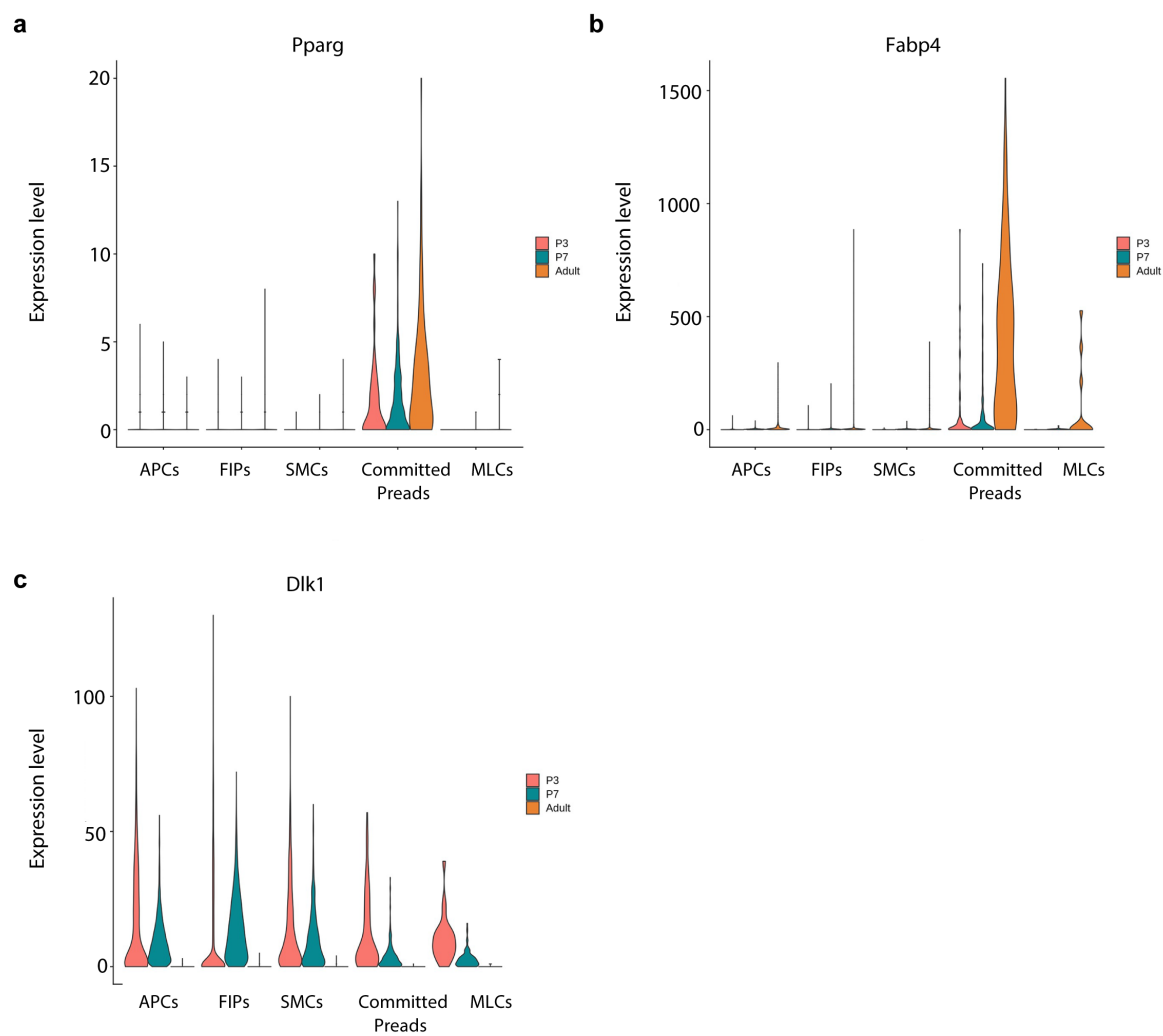 a
Pparg
Expression level
20
15
10
5
0
P3
P7
Adult
APCs FIPs SMCs Committed Preads MLCs
b
Fabp4
Expression level
1500
1000
500
0
P3
P7
Adult
APCs FIPs SMCs Committed Preads MLCs
c
Dlk1
Expression level
100
50
0
P3
P7
Adult
APCs FIPs SMCs Committed Preads MLCs